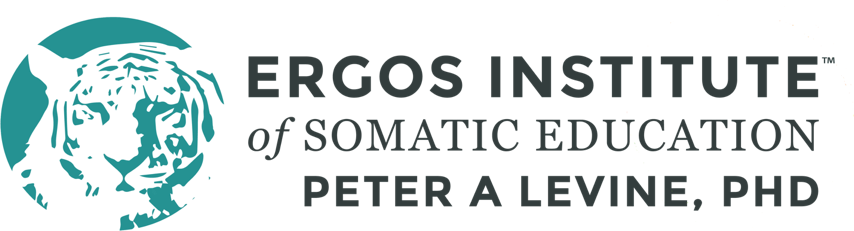 ERGOS INSTITUTE™
of SOMATIC EDUCATION
PETER A LEVINE, PHD